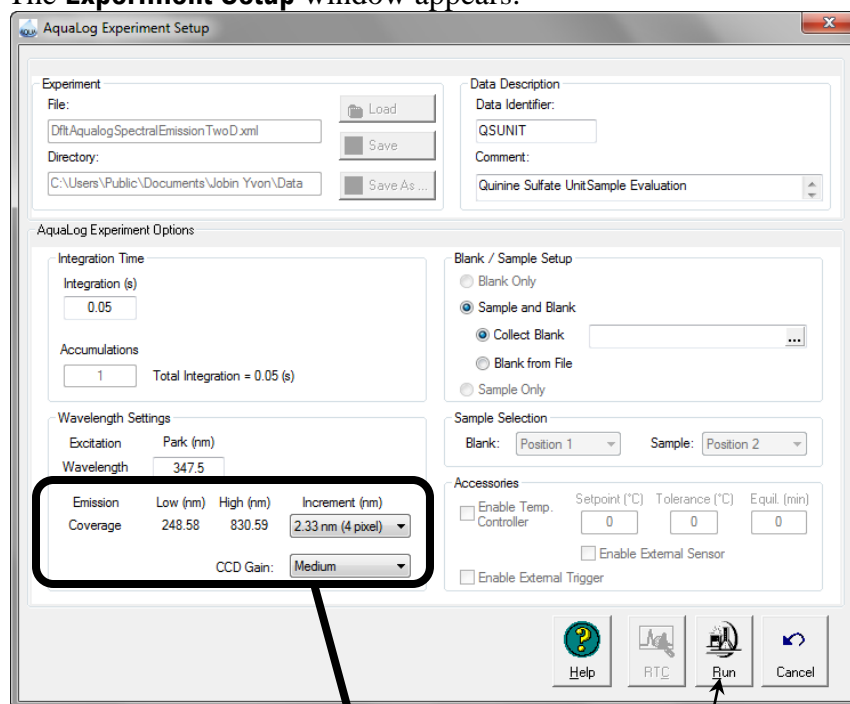 The Experiment Setup window appears.
AquaLog Experiment Setup
Experiment
File:
DfltAqualogSpectralEmissionTwoD.xml
Directory:
C:\Users\Public\Documents\Jobin Yvon\Data
Load
Save
Save As ...
Data Description
Data Identifier:
QSUNIT
Comment:
Quinine Sulfate UnitSample Evaluation
AquaLog Experiment Options
Integration Time
Integration (s)
0.05
Accumulations
1 Total Integration = 0.05 (s)
Blank / Sample Setup
Blank Only
Sample and Blank
Collect Blank ...
Blank from File
Sample Only
Wavelength Settings
Excitation Park (nm)
Wavelength 347.5
Emission Low (nm) High (nm) Increment (nm)
Coverage 248.58 830.59 2.33 nm (4 pixel)
CCD Gain: Medium
Sample Selection
Blank: Position 1 Sample: Position 2
Accessories
Setpoint (°C) Tolerance (°C) Equil. (min)
Enable Temp. Controller 0 0 0
Enable External Sensor
Enable External Trigger
Help
RTC
Run
Cancel